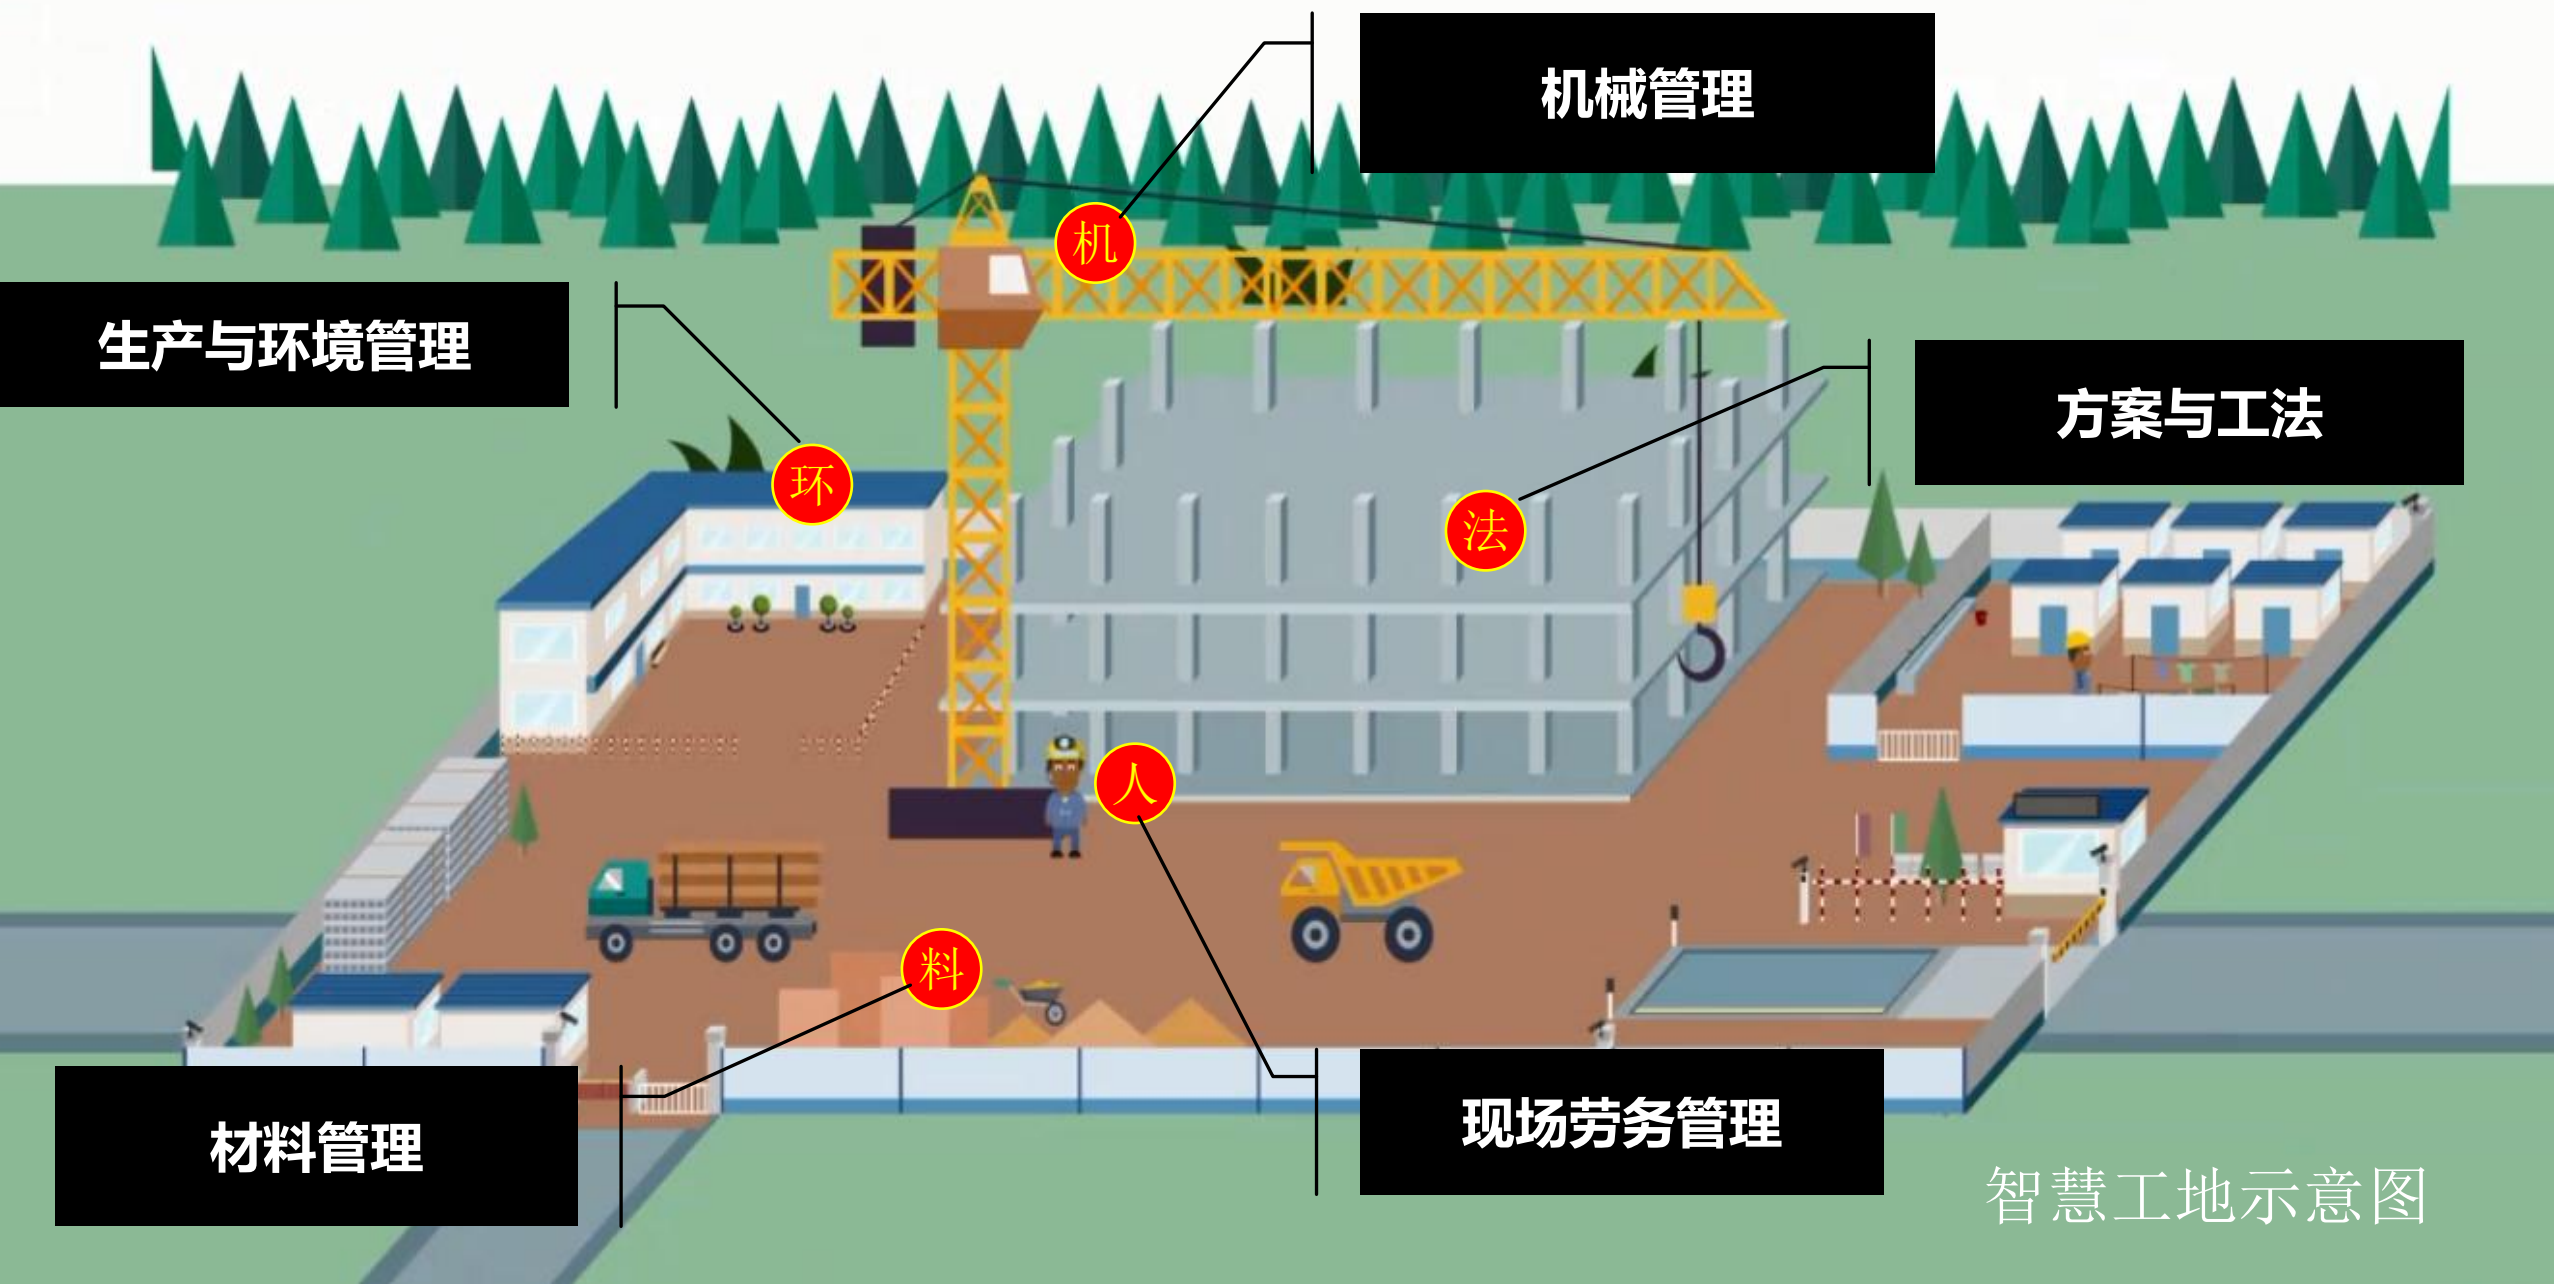 机械管理
机
生产与环境管理
方案与工法
环
法
人
料
现场劳务管理
材料管理
智慧工地示意图